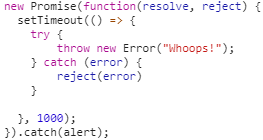 new Promise(function(resolve, reject) {
  setTimeout(() => {
    try {
        throw new Error("Whoops!");
    } catch (error) {
        reject(error)
    }

  }, 1000);
}).catch(alert);